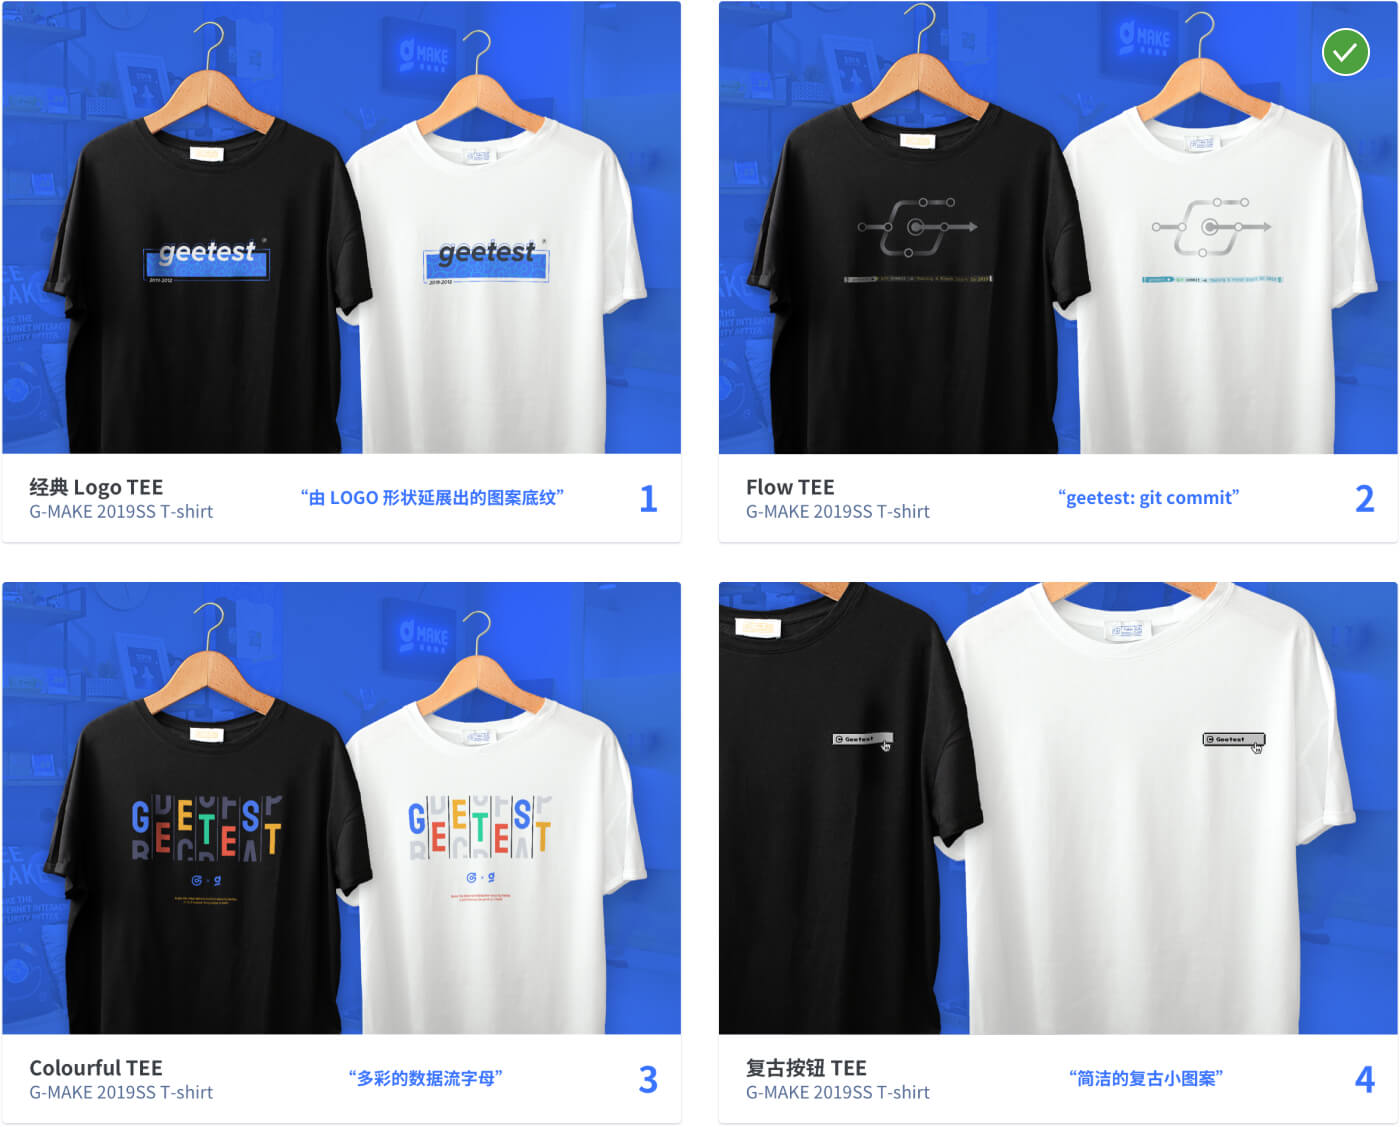 g MAKE
geetest
2019-2012
geetest
2019-2012
经典 Logo TEE
G-MAKE 2019SS T-shirt
“由 LOGO 形状延展出的图案底纹”
1
g MAKE
Flow TEE
G-MAKE 2019SS T-shirt
“geetest: git commit”
2
g MAKE
GEETEST
GEETEST
Colourful TEE
G-MAKE 2019SS T-shirt
“多彩的数据流字母”
3
Geetest
Geetest
复古按钮 TEE
G-MAKE 2019SS T-shirt
“简洁的复古小图案”
4